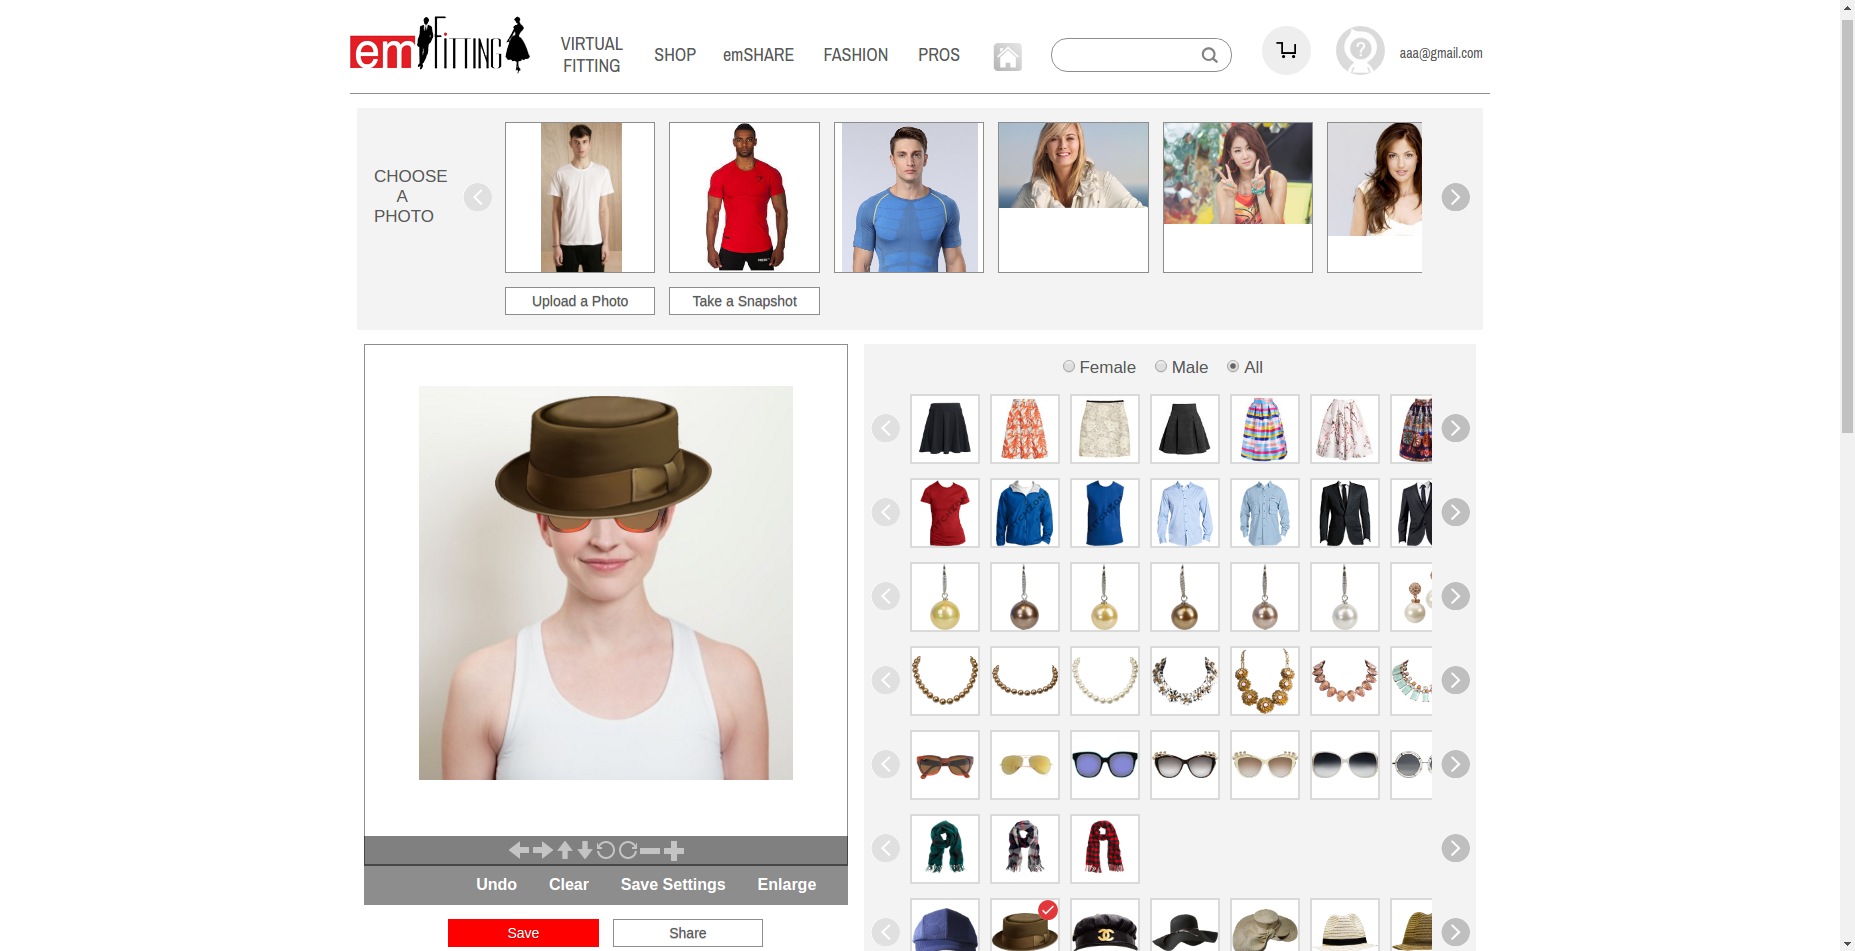 emFITTING
VIRTUAL
FITTING
SHOP
emSHARE
FASHION
PROS
aaa@gmail.com
CHOOSE
A
PHOTO
Upload a Photo
Take a Snapshot
Female
Male
All
Undo
Clear
Save Settings
Enlarge
Save
Share